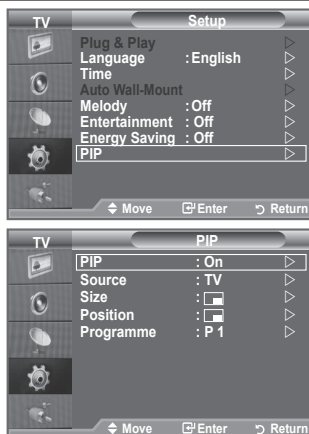 TV Setup
Plug & Play
Language : English
Time
Auto Wall-Mount
Melody : Off
Entertainment : Off
Energy Saving : Off
PIP
Move Enter Return
TV PIP
PIP : On
Source : TV
Size :
Position :
Programme : P 1
Move Enter Return